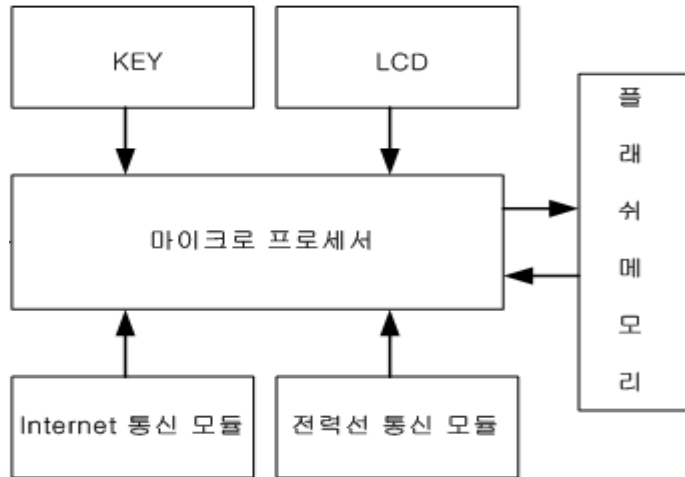 KEY
LCD
마이크로 프로세서
플
래
쉬
메
모
리
Internet 통신 모듈
전력선 통신 모듈